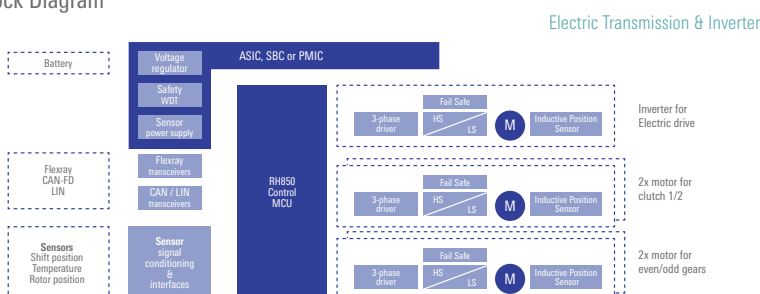 ock Diagram
Electric Transmission & Inverter
Battery
Voltage
regulator
ASIC, SBC or PMIC
Safety
WDT
Sensor
power supply
Flexray
CAN-FD
LIN
Flexray
transceivers
CAN / LIN
transceivers
Sensors
Shift position
Temperature
Rotor position
Sensor
signal
conditioning
&
interfaces
RH850
Control
MCU
Fail Safe
3-phase
driver
HS
LS
M
Inductive Position
Sensor
Inverter for
Electric drive
Fail Safe
3-phase
driver
HS
LS
M
Inductive Position
Sensor
2x motor for
clutch 1/2
Fail Safe
3-phase
driver
HS
LS
M
Inductive Position
Sensor
2x motor for
even/odd gears